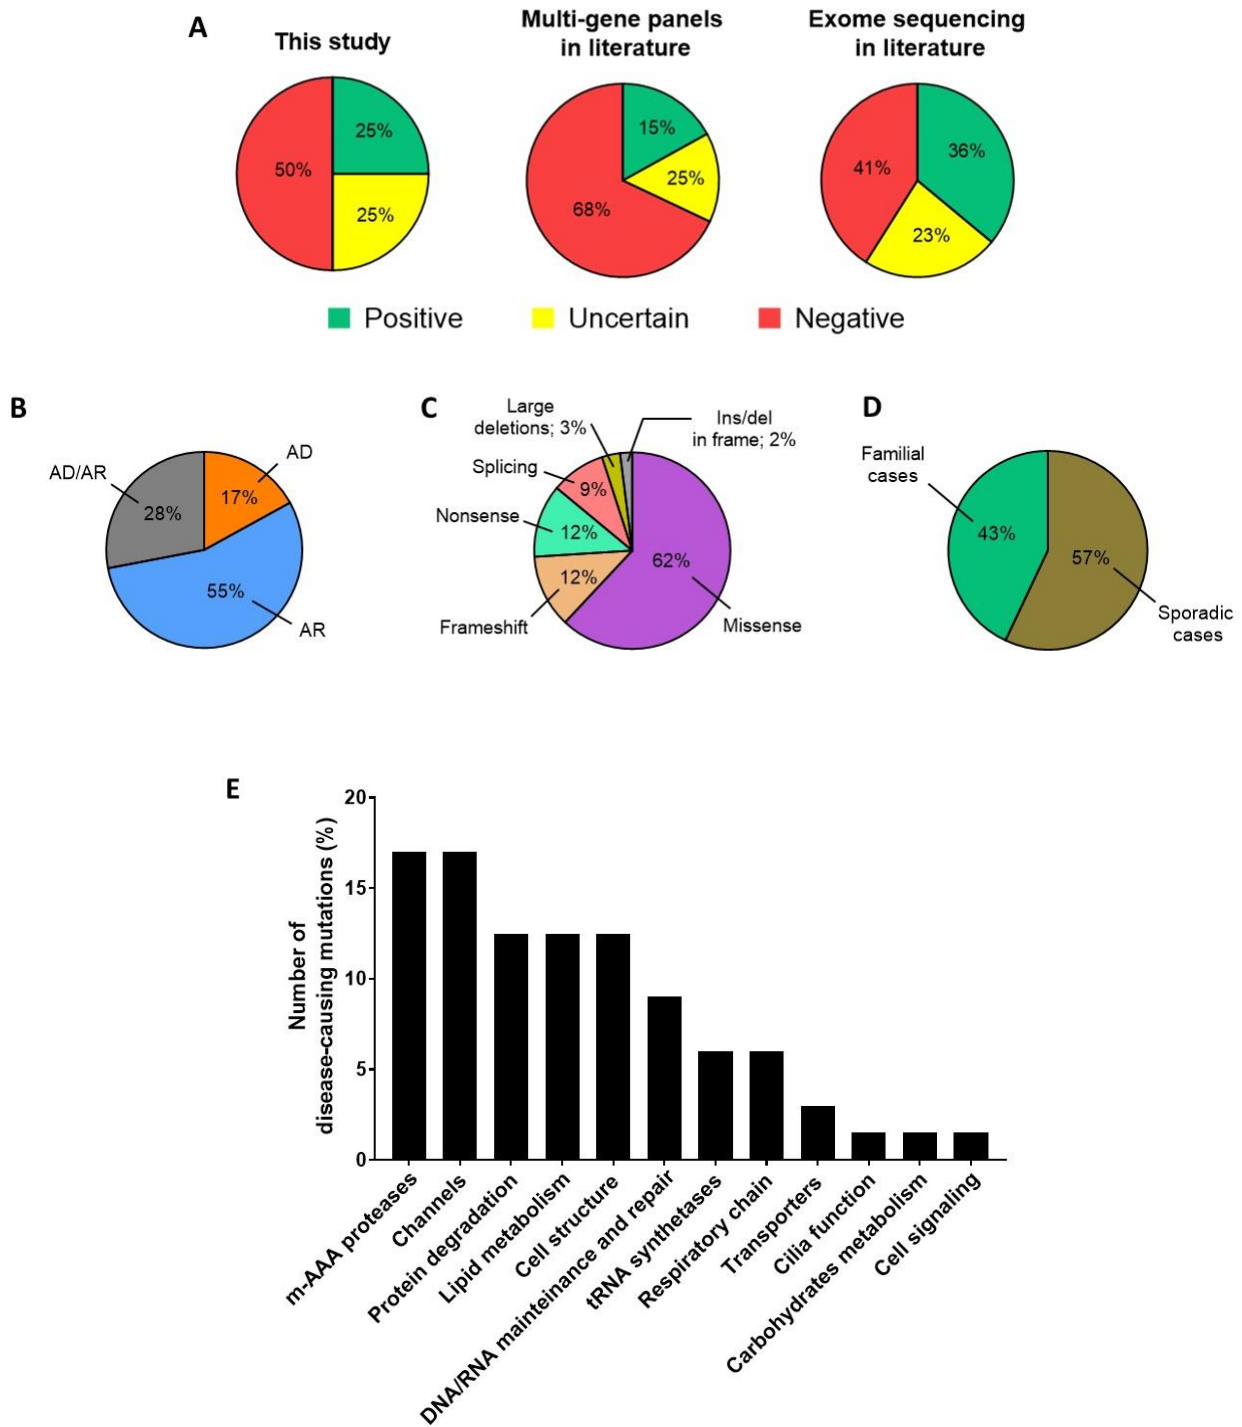 A
This study
Multi-gene panels
in literature
Exome sequencing
in literature
25%
50%
25%
15%
25%
68%
36%
41%
23%
Positive
Uncertain
Negative
B
AD/AR
AD
17%
28%
55%
AR
C
Large
deletions; 3%
Ins/del
in frame; 2%
Splicing
9%
Nonsense
12%
62%
12%
Frameshift
Missense
D
Familial
cases
43%
57%
Sporadic
cases
E
Number of
disease-causing mutations (%)
20
15
10
5
0
m-AAA proteases
Channels
Protein degradation
Lipid metabolism
Cell structure
DNA/RNA mainteinance and repair
tRNA synthetases
Respiratory chain
Transporters
Cilia function
Carbohydrates metabolism
Cell signaling